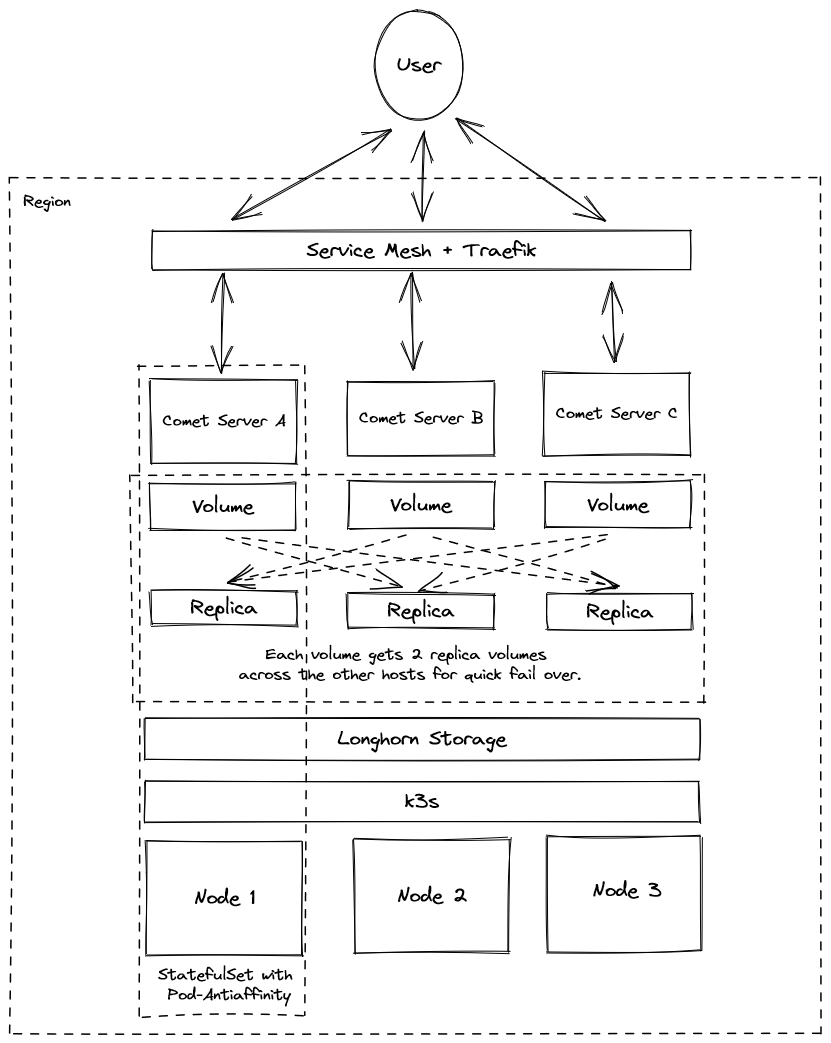 User
Region
Service Mesh + Traefik
Comet Server A
Comet Server B
Comet Server C
Volume
Volume
Volume
Replica
Replica
Replica
Each volume gets 2 replica volumes
across the other hosts for quick fail over.
Longhorn Storage
k3s
Node 1
Node 2
Node 3
StatefulSet with
Pod-Antiaffinity